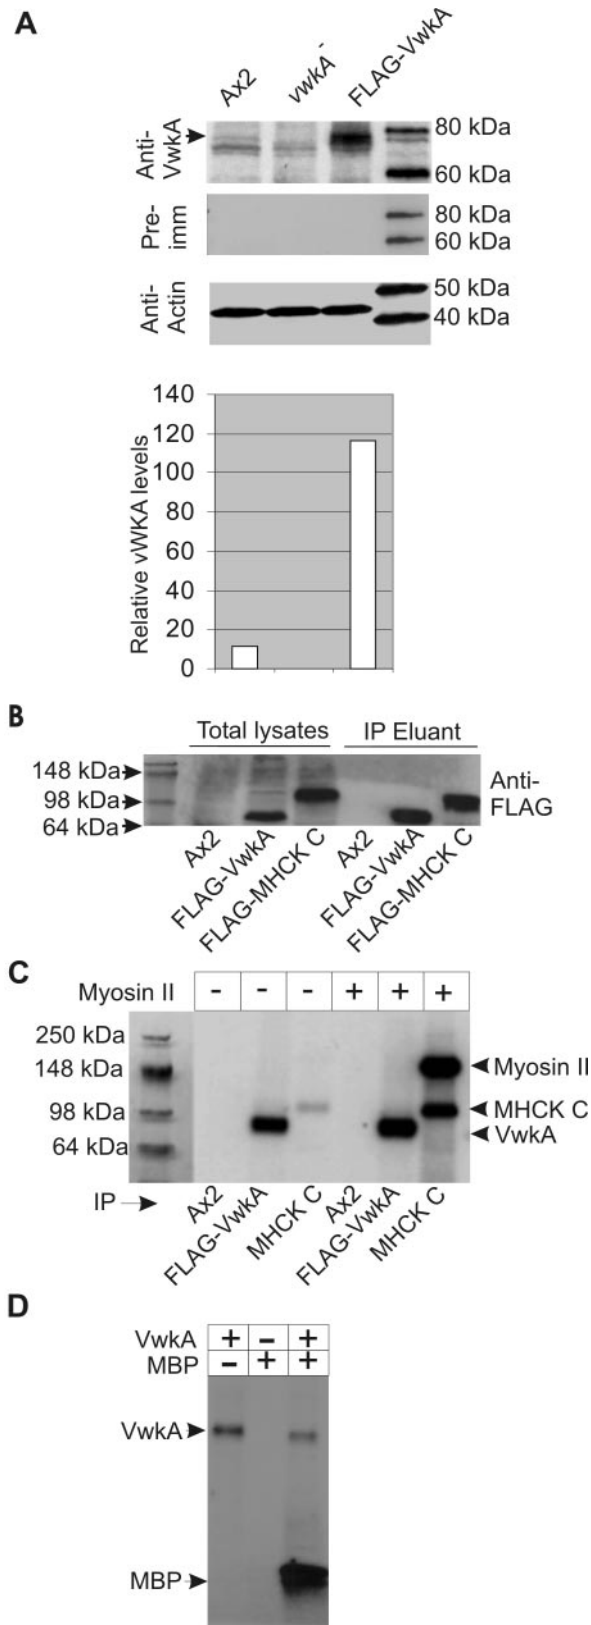 A
Ax2 vwkA⁻ FLAG-VwkA
Anti-
VwkA
80 kDa
60 kDa
Pre-
imm
80 kDa
60 kDa
Anti-
Actin
50 kDa
40 kDa
Relative vWKA levels
140
120
100
80
60
40
20
0
B
Total lysates IP Eluant
148 kDa
98 kDa
64 kDa
Anti-
FLAG
Ax2 FLAG-VwkA FLAG-MHCK C Ax2 FLAG-VwkA FLAG-MHCK C
C
Myosin II - - - + + +
250 kDa
148 kDa
98 kDa
64 kDa
Myosin II
MHCK C
VwkA
IP
Ax2 FLAG-VwkA MHCK C Ax2 FLAG-VwkA MHCK C
D
VwkA + - +
MBP - + +
VwkA
MBP